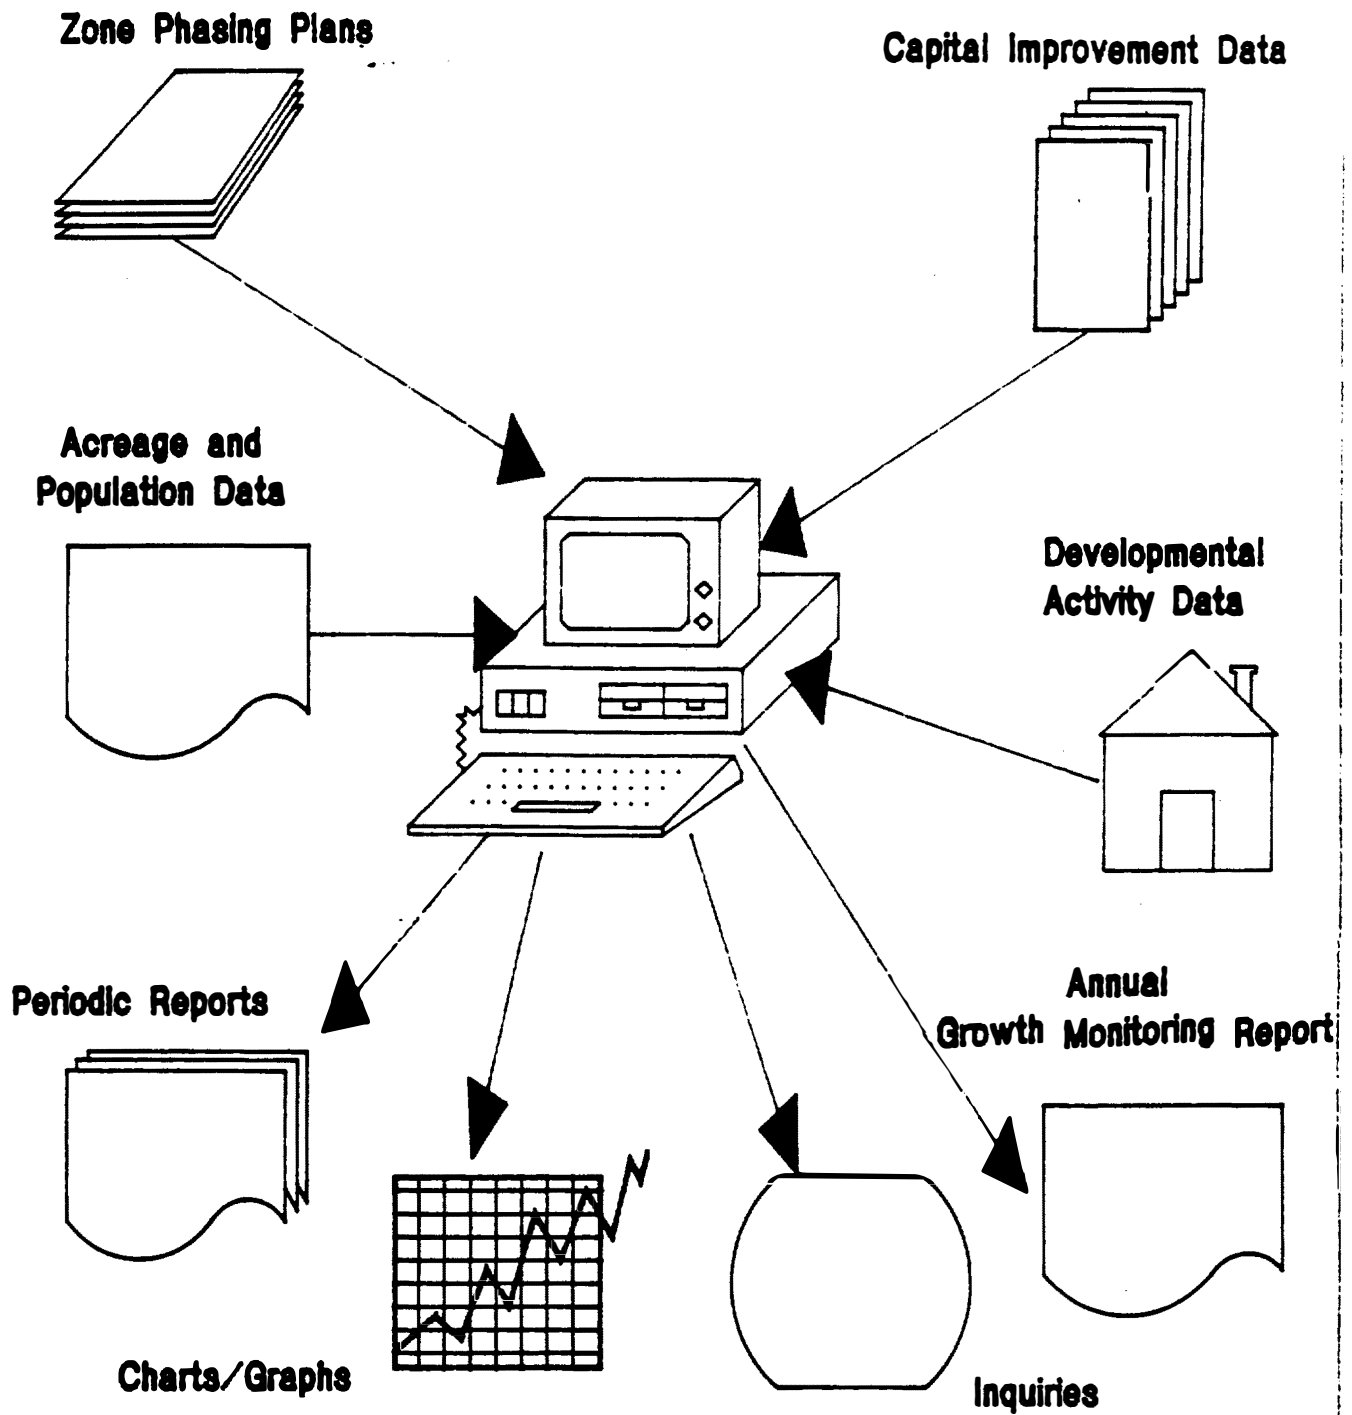 Zone Phasing Plans
Capital Improvement Data
Acreage and
Population Data
Developmental
Activity Data
Periodic Reports
Annual
Growth Monitoring Report
Charts/Graphs
Inquiries